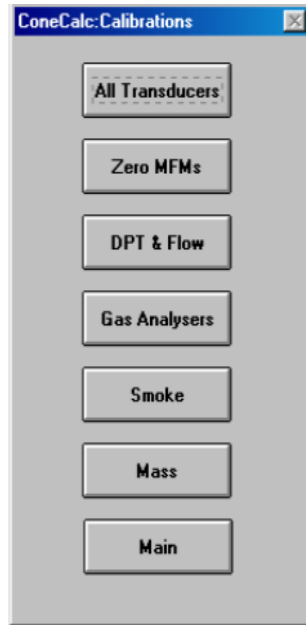 ConeCalc:Calibrations
All Transducers
Zero MFMs
DPT & Flow
Gas Analysers
Smoke
Mass
Main